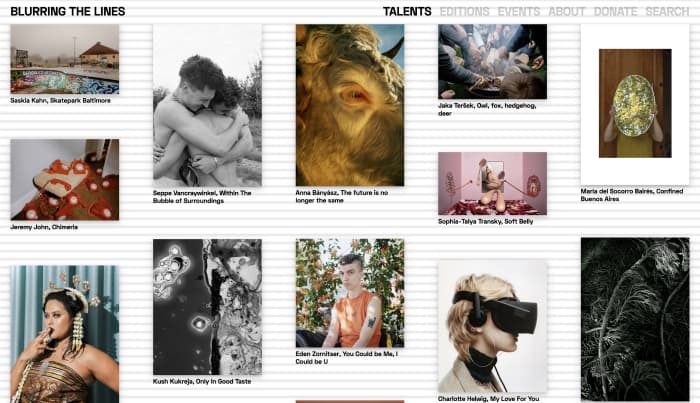 BLURRING THE LINES
TALENTS EDITIONS EVENTS ABOUT DONATE SEARCH
Saskia Kahn, Skatepark Baltimore
Seppe Vancraywinkel, Within The
Bubble of Surroundings
Anna Bányász, The future is no
longer the same
Jaka Teršek, Owl, fox, hedgehog,
deer
Maria del Socorro Balrés, Confined
Buenos Aires
Jeremy John, Chimeria
Sophia-Talya Transky, Soft Belly
Kush Kukreja, Only In Good Taste
Eden Zornitser, You Could be Me, I
Could be U
Charlotte Helwig, My Love For You